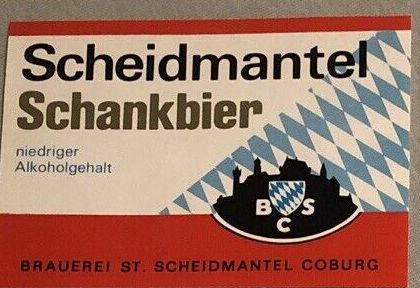 Scheidmantel
Schankbier
niedriger
Alkoholgehalt
B S
C
BRAUEREI ST. SCHEIDMANTEL COBURG